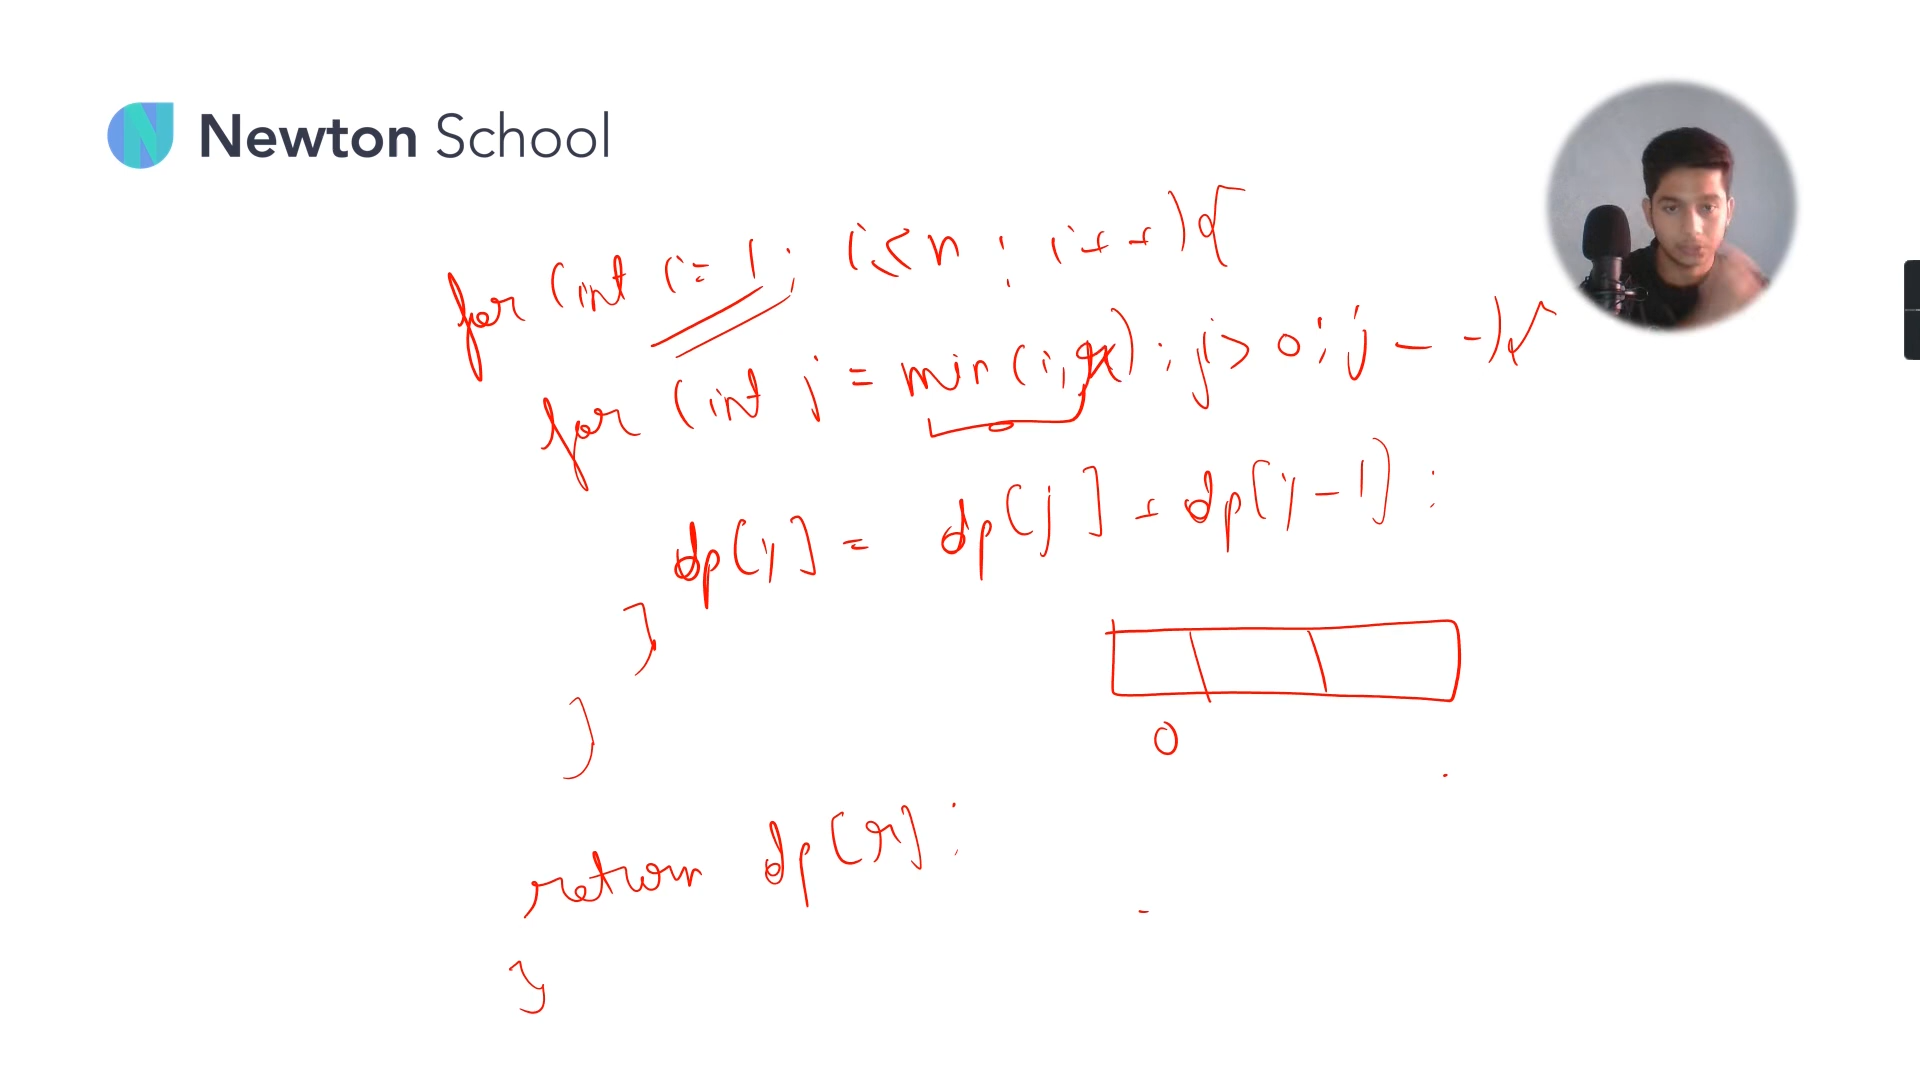 Newton School
for (int i = 1; i < n ; i++){
for (int j = min(i, r); j > 0; j--){
dp[j] = dp[j] + dp[j-1];
}
}
0
return dp[r];
}